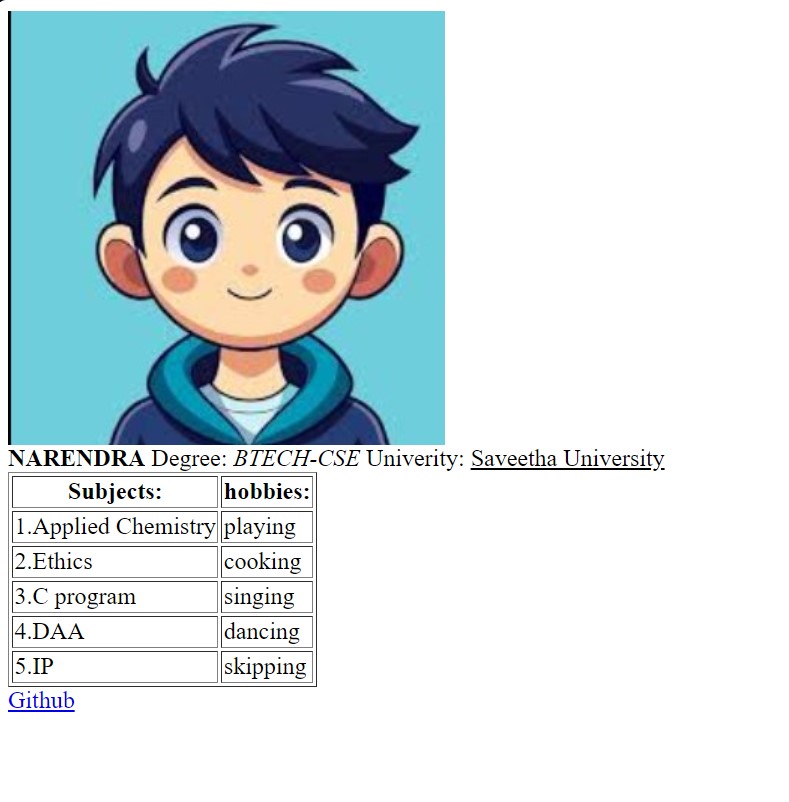 NARENDRA Degree: BTECH-CSE Univerity: Saveetha University
Subjects: hobbies:
1.Applied Chemistry playing
2.Ethics cooking
3.C program singing
4.DAA dancing
5.IP skipping
Github